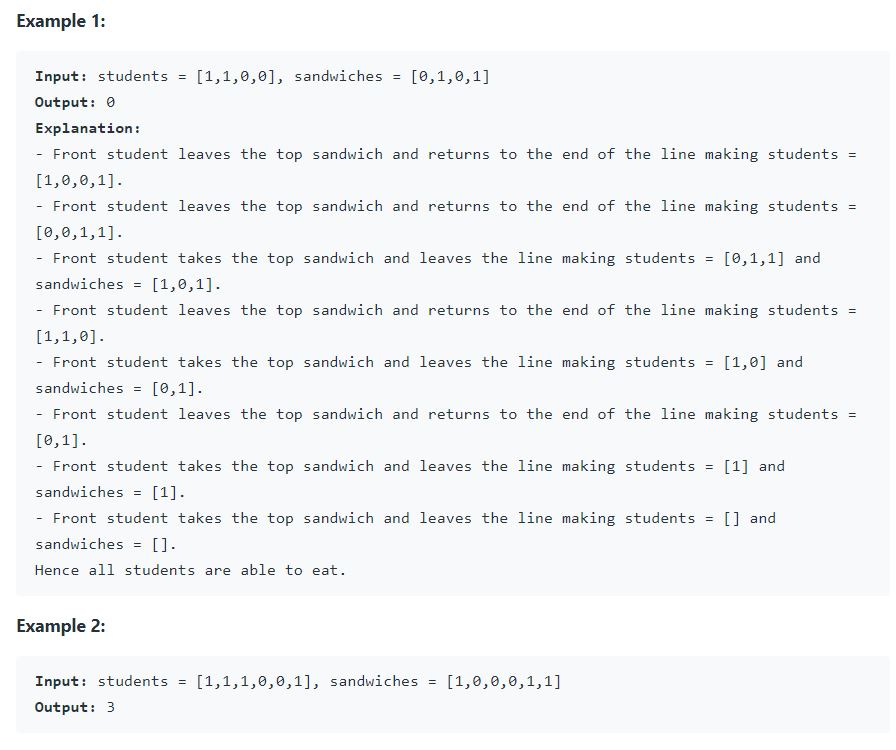 Example 1:
Input: students = [1,1,0,0], sandwiches = [0,1,0,1]
Output: 0
Explanation:
- Front student leaves the top sandwich and returns to the end of the line making students =
[1,0,0,1].
- Front student leaves the top sandwich and returns to the end of the line making students =
[0,0,1,1].
- Front student takes the top sandwich and leaves the line making students = [0,1,1] and
sandwiches = [1,0,1].
- Front student leaves the top sandwich and returns to the end of the line making students =
[1,1,0].
- Front student takes the top sandwich and leaves the line making students = [1,0] and
sandwiches = [0,1].
- Front student leaves the top sandwich and returns to the end of the line making students =
[0,1].
- Front student takes the top sandwich and leaves the line making students = [1] and
sandwiches = [1].
- Front student takes the top sandwich and leaves the line making students = [] and
sandwiches = [].
Hence all students are able to eat.
Example 2:
Input: students = [1,1,1,0,0,1], sandwiches = [1,0,0,0,1,1]
Output: 3